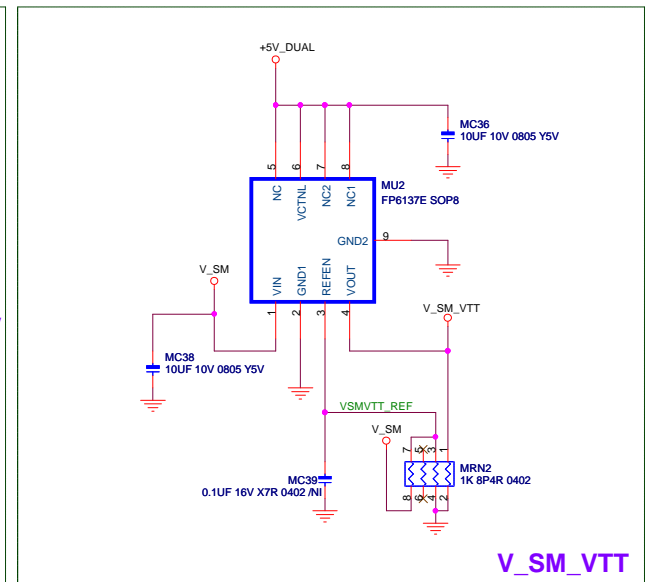 +5V_DUAL
MC36
10UF 10V 0805 Y5V
5
6
7
8
MU2
FP6137E SOP8
NC
VCTNL
NC2
NC1
GND2
9
VIN
GND1
REFEN
VOUT
V_SM
1
2
3
4
V_SM_VTT
MC38
10UF 10V 0805 Y5V
VSMVTT_REF
V_SM
7
5
3
1
MRN2
1K 8P4R 0402
MC39
0.1UF 16V X7R 0402 /NI
8
6
4
2
V_SM_VTT